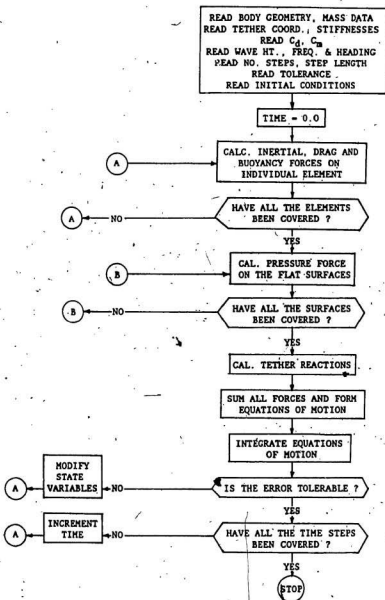 READ BODY GEOMETRY, MASS DATA
READ TETHER COORD., STIFFNESSES
READ Cd, Cm
READ WAVE HT., FREQ. & HEADING
READ NO. STEPS, STEP LENGTH
READ TOLERANCE
READ INITIAL CONDITIONS
TIME = 0.0
A
CALC. INERTIAL, DRAG AND
BUOYANCY FORCES ON
INDIVIDUAL ELEMENT
A
NO
HAVE ALL THE ELEMENTS
BEEN COVERED ?
YES
B
CAL. PRESSURE FORCE
ON THE FLAT SURFACES
B
NO
HAVE ALL THE SURFACES
BEEN COVERED ?
YES
CAL. TETHER REACTIONS
SUM ALL FORCES AND FORM
EQUATIONS OF MOTION
INTEGRATE EQUATIONS
OF MOTION
A
MODIFY
STATE
VARIABLES
NO
IS THE ERROR TOLERABLE ?
YES
A
INCREMENT
TIME
NO
HAVE ALL THE TIME STEPS
BEEN COVERED ?
YES
STOP